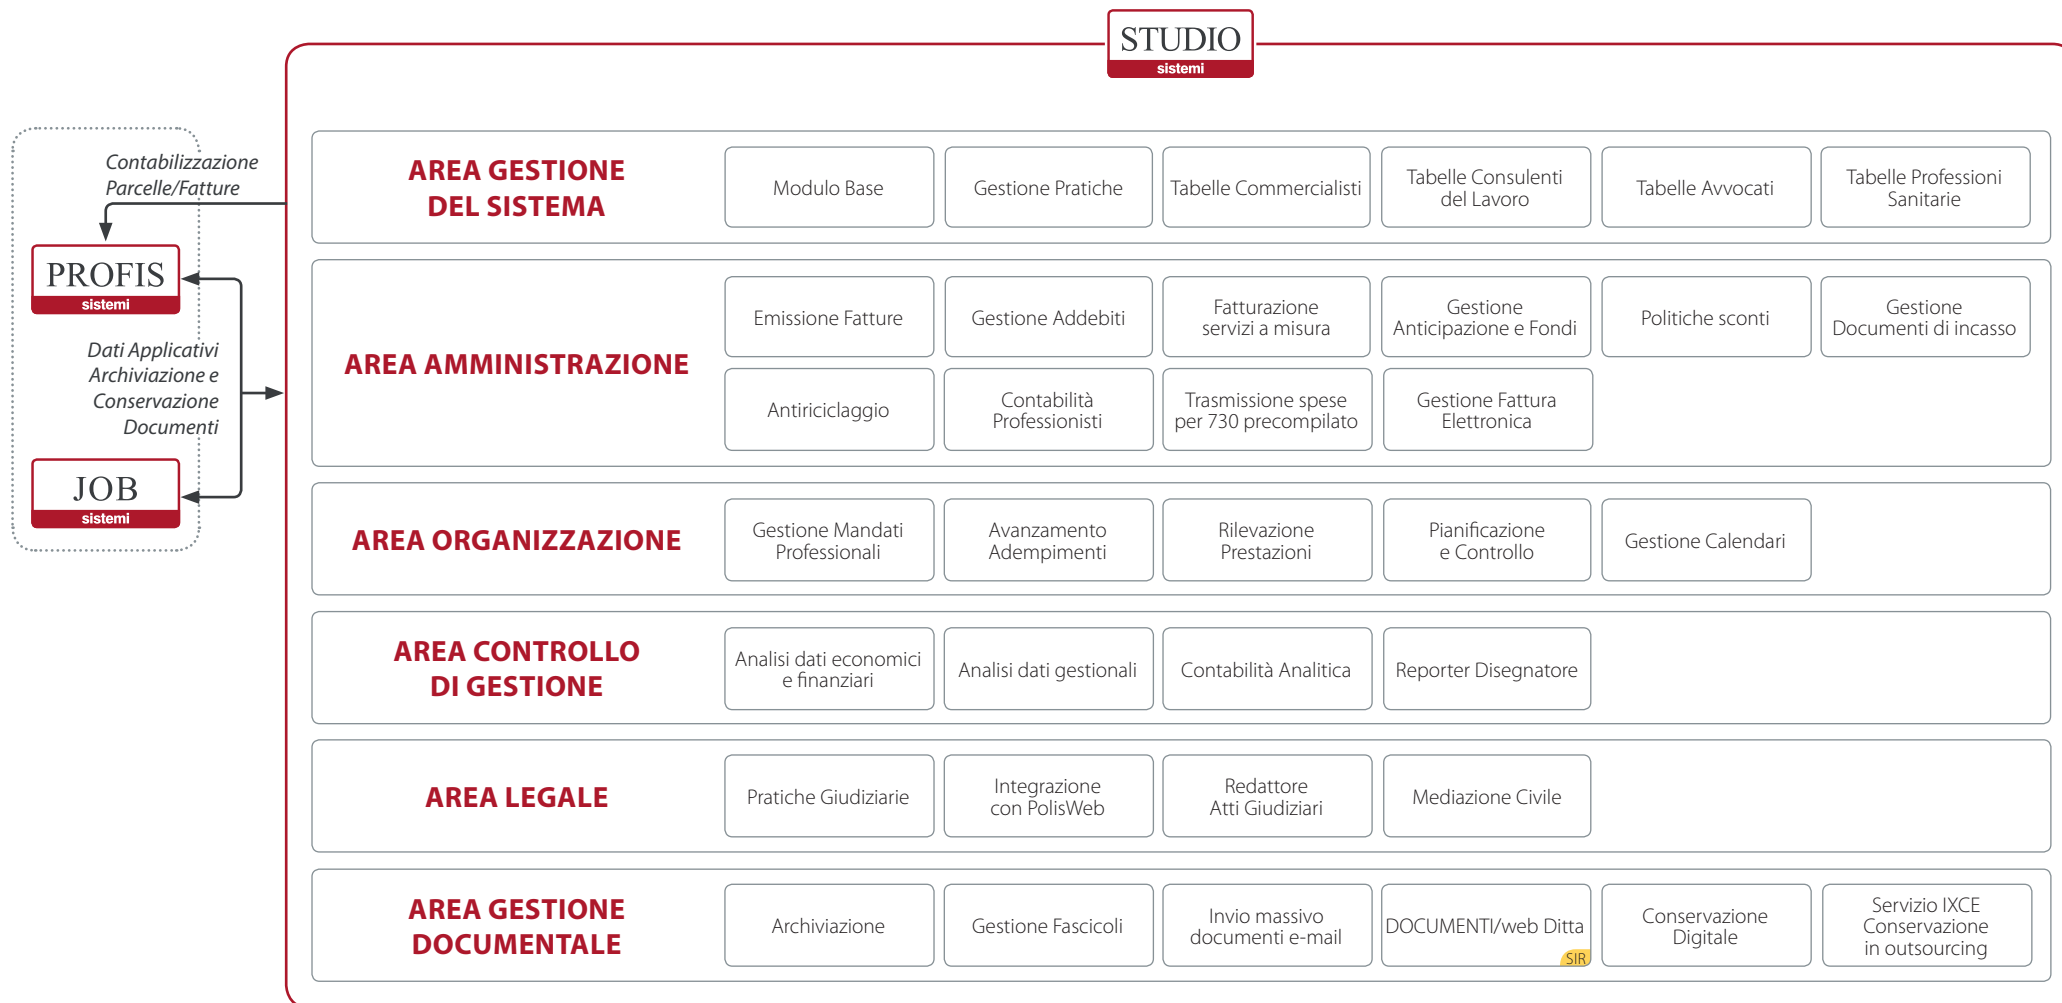 STUDIO
sistemi
Contabilizzazione
Parcelle/Fatture
PROFIS
sistemi
Dati Applicativi
Archiviazione e
Conservazione
Documenti
JOB
sistemi
AREA GESTIONE
DEL SISTEMA
Modulo Base
Gestione Pratiche
Tabelle Commercialisti
Tabelle Consulenti
del Lavoro
Tabelle Avvocati
Tabelle Professioni
Sanitarie
AREA AMMINISTRAZIONE
Emissione Fatture
Gestione Addebiti
Fatturazione
servizi a misura
Gestione
Anticipazione e Fondi
Politiche sconti
Gestione
Documenti di incasso
Antiriciclaggio
Contabilità
Professionisti
Trasmissione spese
per 730 precompilato
Gestione Fattura
Elettronica
AREA ORGANIZZAZIONE
Gestione Mandati
Professionali
Avanzamento
Adempimenti
Rilevazione
Prestazioni
Pianificazione
e Controllo
Gestione Calendari
AREA CONTROLLO
DI GESTIONE
Analisi dati economici
e finanziari
Analisi dati gestionali
Contabilità Analitica
Reporter Disegnatore
AREA LEGALE
Pratiche Giudiziarie
Integrazione
con PolisWeb
Redattore
Atti Giudiziari
Mediazione Civile
AREA GESTIONE
DOCUMENTALE
Archiviazione
Gestione Fascicoli
Invio massivo
documenti e-mail
DOCUMENTI/web Ditta
SIR
Conservazione
Digitale
Servizio IXCE
Conservazione
in outsourcing